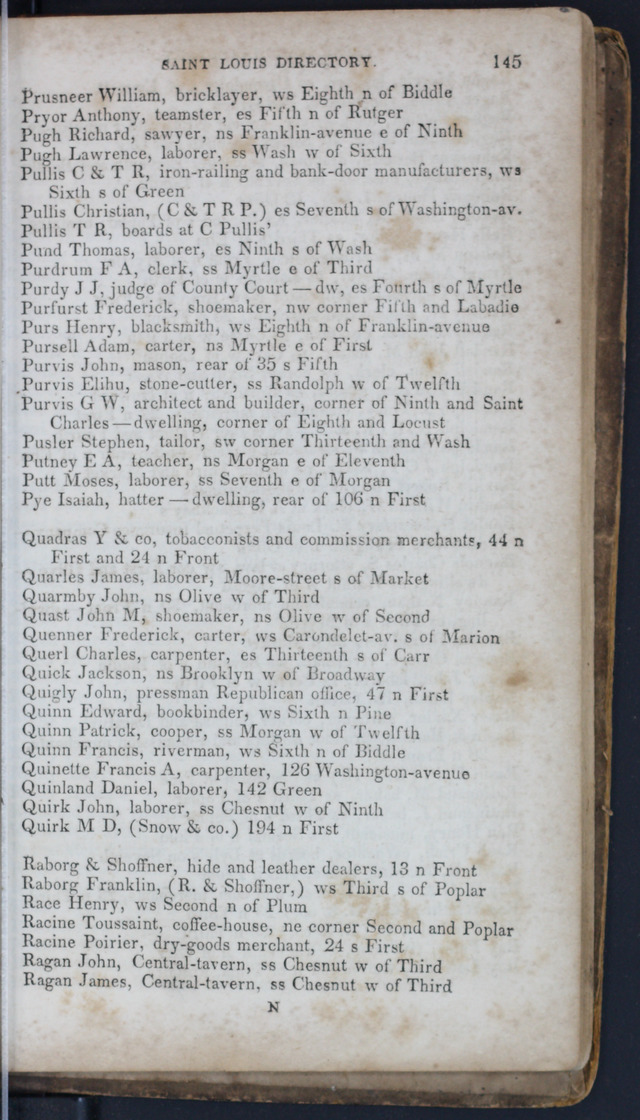 SAINT LOUIS DIRECTORY. 145
Prusneer William, bricklayer, ws Eighth n of Biddle
Pryor Anthony, teamster, es Fifth n of Rutger
Pugh Richard, sawyer, ns Franklin-avenue e of Ninth
Pugh Lawrence, laborer, ss Wash w of Sixth
Pullis C & T R, iron-railing and bank-door manufacturers, ws
Sixth s of Green
Pullis Christian, (C & T R P.) es Seventh s of Washington-av.
Pullis T R, boards at C Pullis'
Pund Thomas, laborer, es Ninth s of Wash
Purdrum F A, clerk, ss Myrtle e of Third
Purdy J J, judge of County Court — dw, es Fourth s of Myrtle
Purfurst Frederick, shoemaker, nw corner Fifth and Labadie
Purs Henry, blacksmith, ws Eighth n of Franklin-avenue
Pursell Adam, carter, ns Myrtle e of First
Purvis John, mason, rear of 35 s Fifth
Purvis Elihu, stone-cutter, ss Randolph w of Twelfth
Purvis G W, architect and builder, corner of Ninth and Saint
Charles — dwelling, corner of Eighth and Locust
Pusler Stephen, tailor, sw corner Thirteenth and Wash
Putney E A, teacher, ns Morgan e of Eleventh
Putt Moses, laborer, ss Seventh e of Morgan
Pye Isaiah, hatter — dwelling, rear of 106 n First
Quadras Y & co, tobacconists and commission merchants, 44 n
First and 24 n Front
Quarles James, laborer, Moore-street s of Market
Quarmby John, ns Olive w of Third
Quast John M, shoemaker, ns Olive w of Second
Quenner Frederick, carter, ws Carondelet-av. s of Marion
Querl Charles, carpenter, es Thirteenth s of Carr
Quick Jackson, ns Brooklyn w of Broadway
Quigly John, pressman Republican office, 47 n First
Quinn Edward, bookbinder, ws Sixth n Pine
Quinn Patrick, cooper, ss Morgan w of Twelfth
Quinn Francis, riverman, ws Sixth n of Biddle
Quinette Francis A, carpenter, 126 Washington-avenue
Quinland Daniel, laborer, 142 Green
Quirk John, laborer, ss Chesnut w of Ninth
Quirk M D, (Snow & co.) 194 n First
Raborg & Shoffner, hide and leather dealers, 13 n Front
Raborg Franklin, (R. & Shoffner,) ws Third s of Poplar
Race Henry, ws Second n of Plum
Racine Toussaint, coffee-house, ne corner Second and Poplar
Racine Poirier, dry-goods merchant, 24 s First
Ragan John, Central-tavern, ss Chesnut w of Third
Ragan James, Central-tavern, ss Chesnut w of Third
N